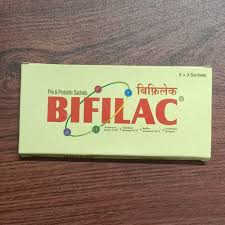 Pre & Probiotic Sachets
5 x 3 Sachets
बिफ़िलेक
BIFILAC®